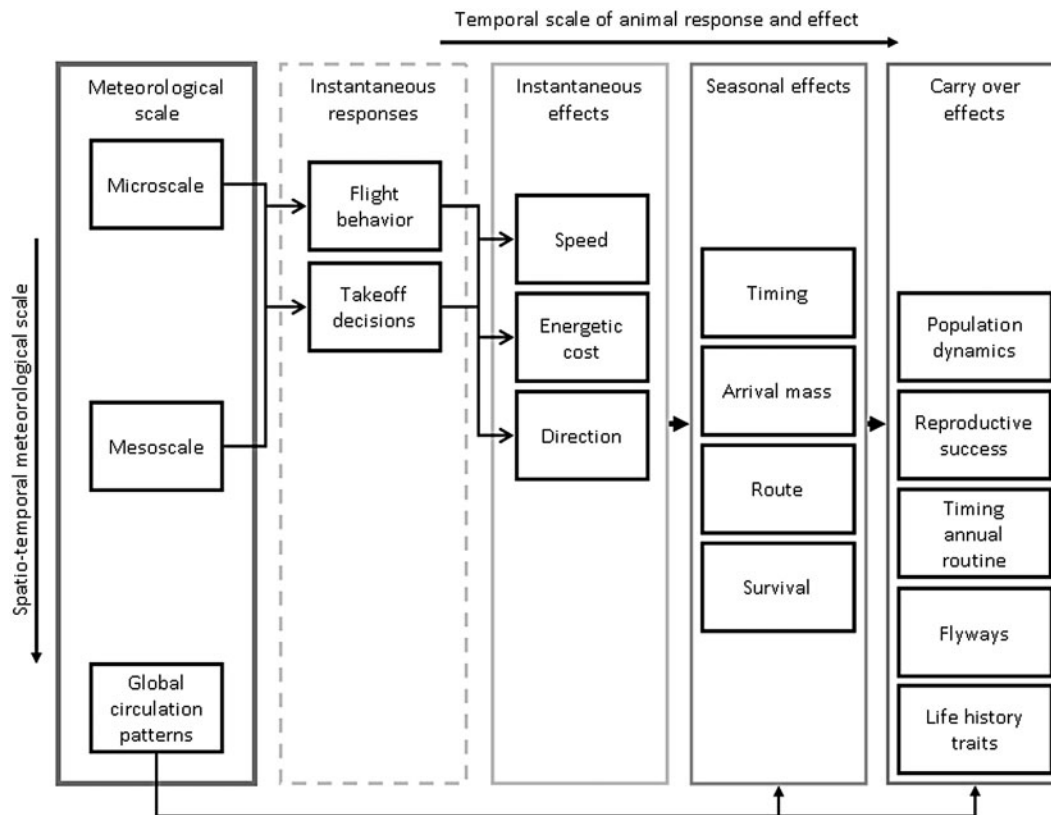 Temporal scale of animal response and effect
Spatio-temporal meteorological scale
Meteorological
scale
Microscale
Mesoscale
Global
circulation
patterns
Instantaneous
responses
Flight
behavior
Takeoff
decisions
Instantaneous
effects
Speed
Energetic
cost
Direction
Seasonal effects
Timing
Arrival mass
Route
Survival
Carry over
effects
Population
dynamics
Reproductive
success
Timing
annual
routine
Flyways
Life history
traits